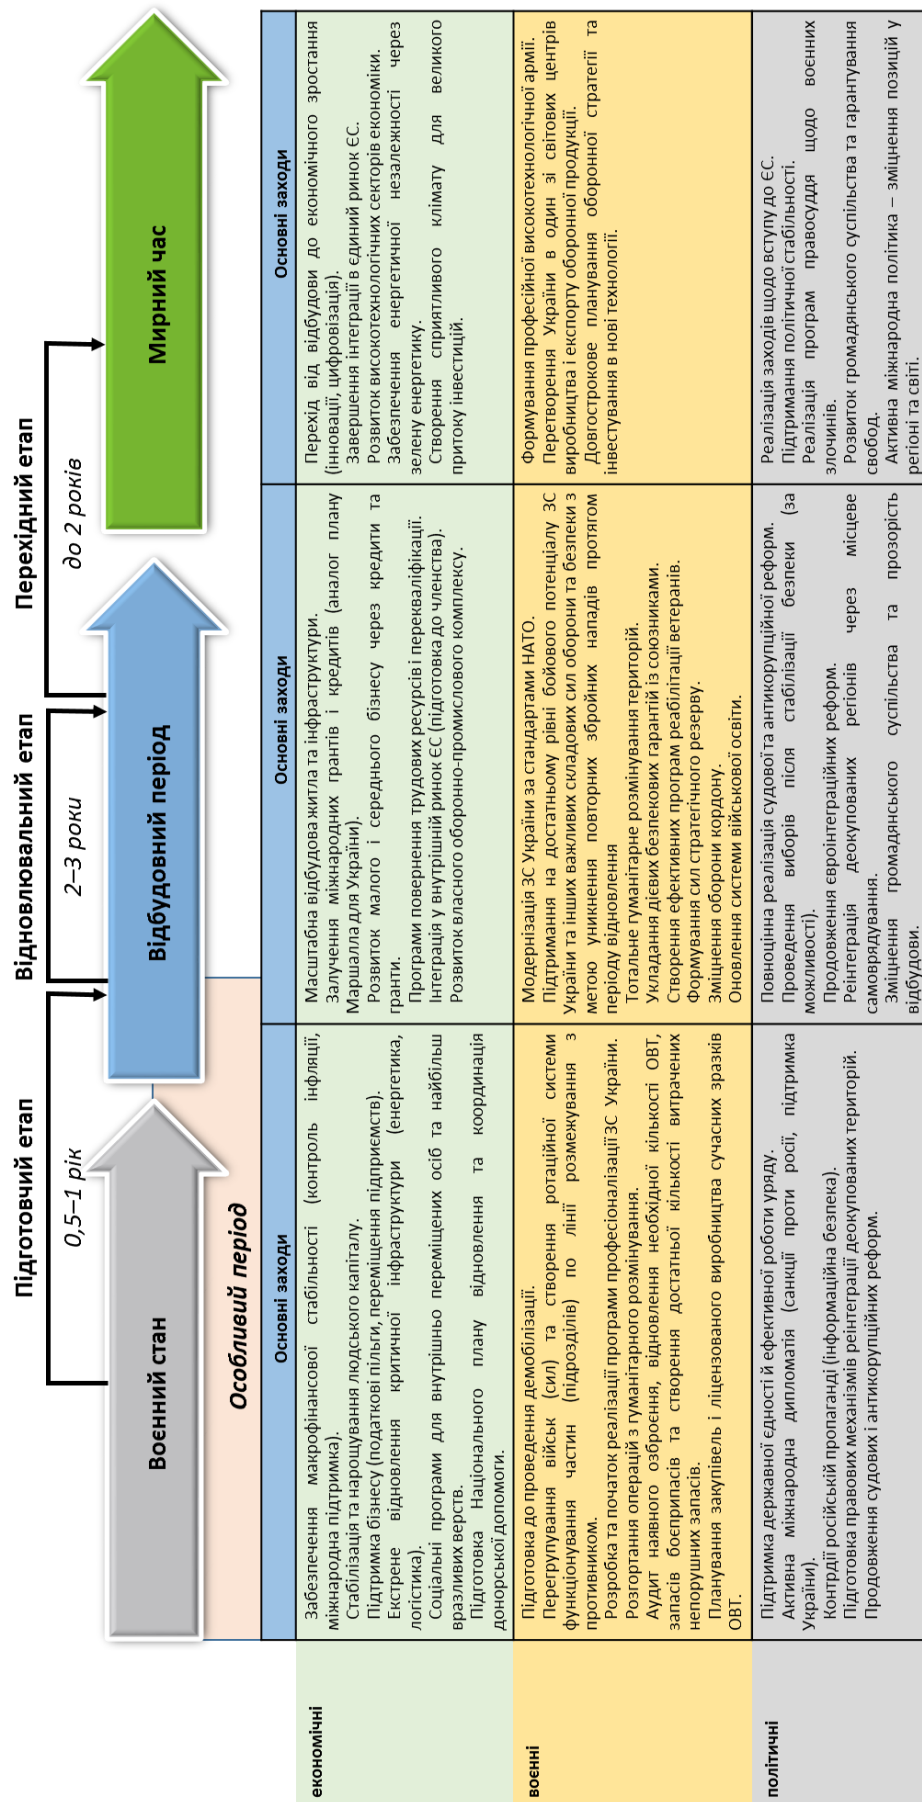 Підготовчий етап
0,5–1 рік
Відновлювальний етап
2–3 роки
Перехідний етап
до 2 років
Воєнний стан
Відбудовний період
Мирний час
Особливий період
Основні заходи
Основні заходи
Основні заходи
економічні
Забезпечення макрофінансової стабільності (контроль інфляції,
міжнародна підтримка).
Стабілізація та нарощування людського капіталу.
Підтримка бізнесу (податкові пільги, переміщення підприємств).
Екстрене відновлення критичної інфраструктури (енергетика,
логістика).
Соціальні програми для внутрішньо переміщених осіб та найбільш
вразливих верств.
Підготовка Національного плану відновлення та координація
донорської допомоги.
Масштабна відбудова житла та інфраструктури.
Залучення міжнародних грантів і кредитів (аналог плану
Маршалла для України).
Розвиток малого і середнього бізнесу через кредити та
гранти.
Програми повернення трудових ресурсів і перекваліфікації.
Інтеграція у внутрішній ринок ЄС (підготовка до членства).
Розвиток власного оборонно-промислового комплексу.
Перехід від відбудови до економічного зростання
(інновації, цифровізація).
Завершення інтеграції в єдиний ринок ЄС.
Розвиток високотехнологічних секторів економіки.
Забезпечення енергетичної незалежності через
зелену енергетику.
Створення сприятливого клімату для великого
притоку інвестицій.
воєнні
Підготовка до проведення демобілізації.
Перегрупування військ (сил) та створення ротаційної системи
функціонування частин (підрозділів) по лінії розмежування з
противником.
Розробка та початок реалізації програми професіоналізації ЗС України.
Розгортання операцій з гуманітарного розмінування.
Аудит наявного озброєння, відновлення необхідної кількості ОВТ,
запасів боєприпасів та створення достатної кількості витрачених
непорушних запасів.
Планування закупівель і ліцензованого виробництва сучасних зразків
ОВТ.
Модернізація ЗС України за стандартами НАТО.
Підтримання на достатньому рівні бойового потенціалу ЗС
України та інших важливих складових сил оборони та безпеки з
метою уникнення повторних збройних нападів протягом
періоду відновлення
Тотальне гуманітарне розмінування територій.
Укладання дієвих безпекових гарантій із союзниками.
Створення ефективних програм реабілітації ветеранів.
Формування сил стратегічного резерву.
Зміцнення оборони кордону.
Оновлення системи військової освіти.
Формування професійної високотехнологічної армії.
Перетворення України в один зі світових центрів
виробництва і експорту оборонної продукції.
Довгострокове планування оборонної стратегії та
інвестування в нові технології.
політичні
Підтримка державної єдності й ефективної роботи уряду.
Активна міжнародна дипломатія (санкції проти росії, підтримка
України).
Контрдії російській пропаганді (інформаційна безпека).
Підготовка правових механізмів реінтеграції деокупованих територій.
Продовження судових і антикорупційних реформ.
Повноцінна реалізація судової та антикорупційної реформ.
Проведення виборів після стабілізації безпеки (за
можливості).
Продовження євроінтеграційних реформ.
Реінтеграція деокупованих регіонів через місцеве
самоврядування.
Зміцнення громадянського суспільства та прозорість
відбудови.
Реалізація заходів щодо вступу до ЄС.
Підтримання політичної стабільності.
Реалізація програм правосуддя щодо воєнних
злочинів.
Розвиток громадянського суспільства та гарантування
свобод.
Активна міжнародна політика – зміцнення позицій у
регіоні та світі.